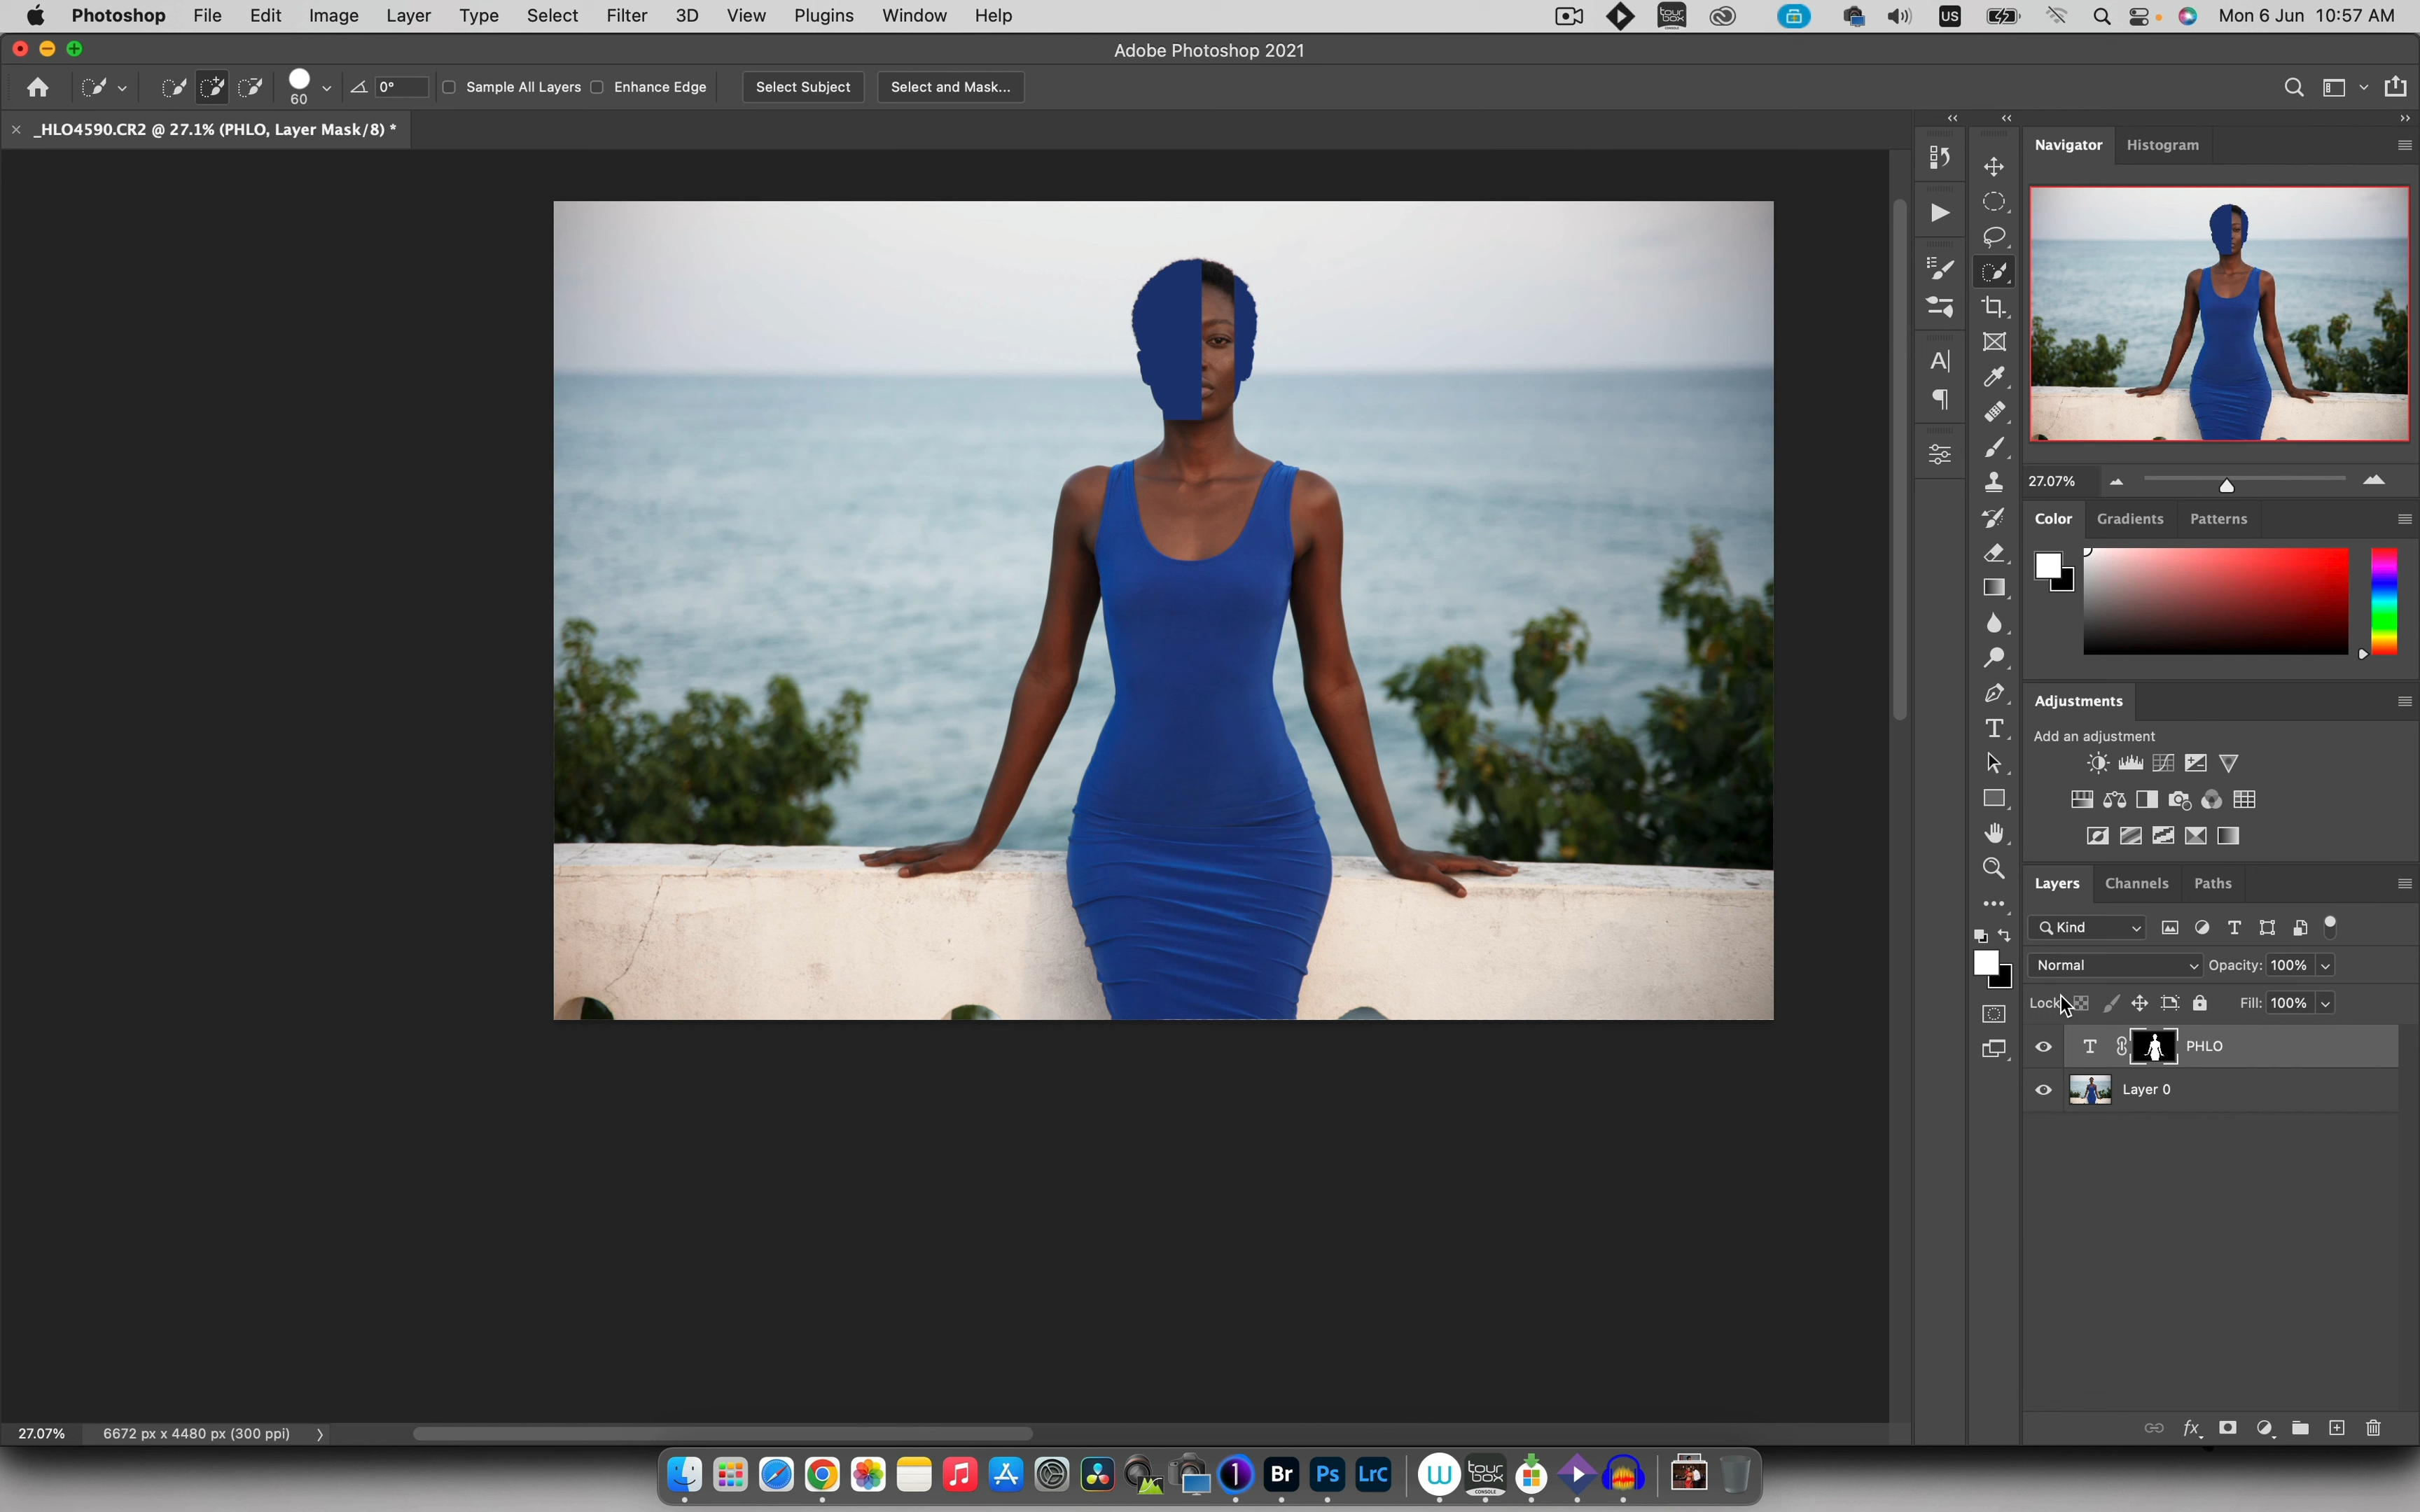 Photoshop File Edit Image Layer Type Select Filter 3D View Plugins Window Help tour box CONSOLE US Mon 6 Jun 10:57 AM
Adobe Photoshop 2021
60 0° Sample All Layers Enhance Edge Select Subject Select and Mask...
_HLO4590.CR2 @ 27.1% (PHLO, Layer Mask/8) *
Navigator Histogram
27.07%
Color Gradients Patterns
Adjustments
Add an adjustment
Layers Channels Paths
Kind
Normal Opacity: 100%
Lock Fill: 100%
PHLO
Layer 0
27.07% 6672 px x 4480 px (300 ppi)
1 Br Ps LrC W tour box CONSOLE